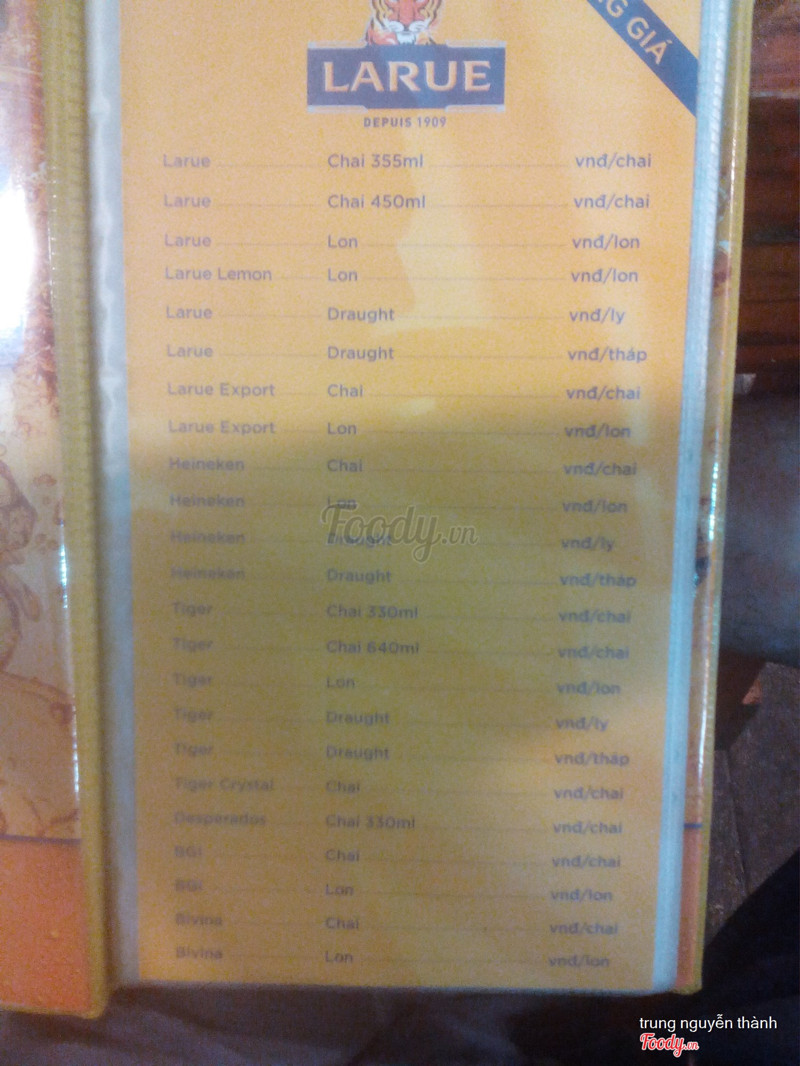 NG GIÁ
LARUE
DEPUIS 1909
Larue Chai 355ml vnđ/chai
Larue Chai 450ml vnđ/chai
Larue Lon vnđ/lon
Larue Lemon Lon vnđ/lon
Larue Draught vnđ/ly
Larue Draught vnđ/tháp
Larue Export Chai vnđ/chai
Larue Export Lon vnđ/lon
Heineken Chai vnđ/chai
Heineken Lon vnđ/lon
Foody.vn
Heineken Draught vnđ/ly
Heineken Draught vnđ/tháp
Tiger Chai 330ml vnđ/chai
Tiger Chai 640ml vnđ/chai
Tiger Lon vnđ/lon
Tiger Draught vnđ/ly
Tiger Draught vnđ/tháp
Tiger Crystal Chai vnđ/chai
Desperados Chai 330ml vnđ/chai
BGI Chai vnđ/chai
BGI Lon vnđ/lon
Bivina Chai vnđ/chai
Bivina Lon vnđ/lon
trung nguyễn thành
Foody.vn